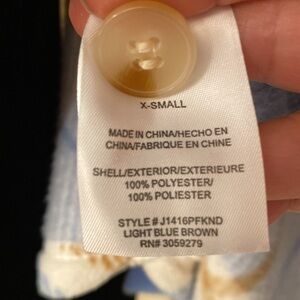 X-SMALL
MADE IN CHINA/HECHO EN
CHINA/FABRIQUE EN CHINE
SHELL/EXTERIOR/EXTERIEURE
100% POLYESTER/
100% POLIESTER
STYLE # J1416PFKND
LIGHT BLUE BROWN
RN# 3059279